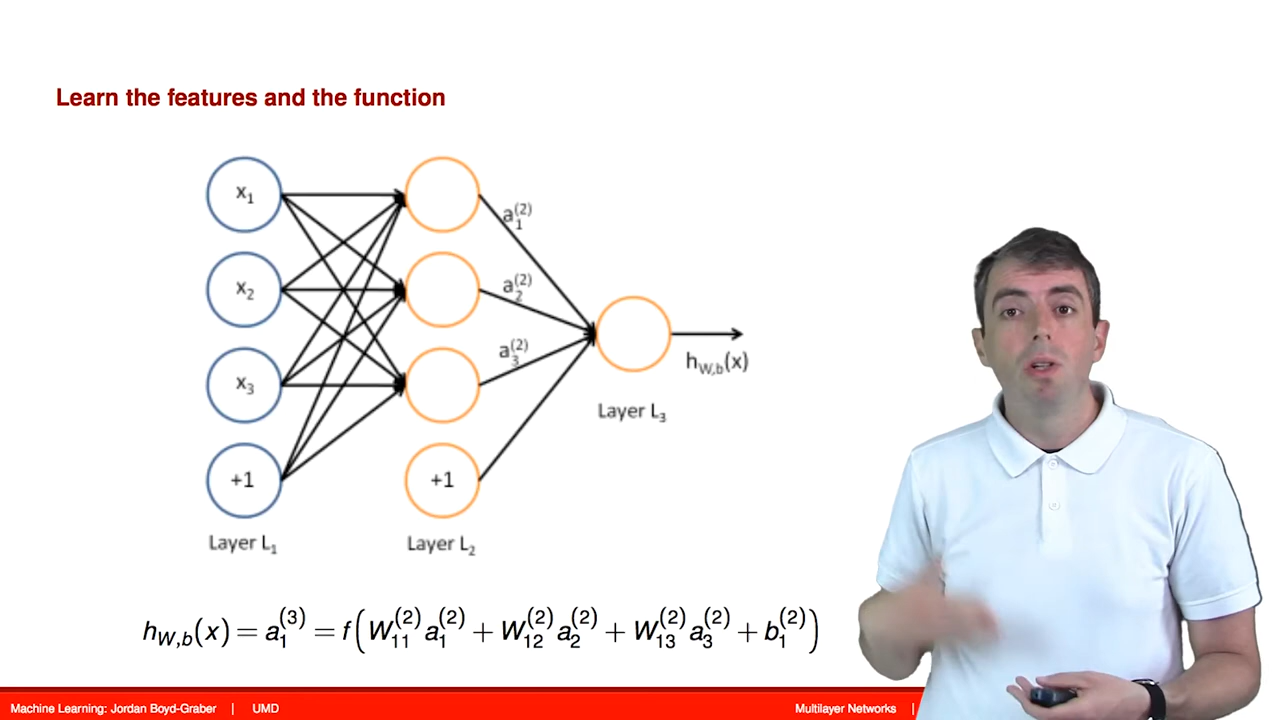 Learn the features and the function
x₁
x₂
x₃
+1
Layer L₁
+1
Layer L₂
a₁⁽²⁾
a₂⁽²⁾
a₃⁽²⁾
h_W,b(x)
Layer L₃
h_W,b(x) = a₁⁽³⁾ = f(W₁₁⁽²⁾a₁⁽²⁾ + W₁₂⁽²⁾a₂⁽²⁾ + W₁₃⁽²⁾a₃⁽²⁾ + b₁⁽²⁾)
Machine Learning: Jordan Boyd-Graber | UMD
Multilayer Networks |